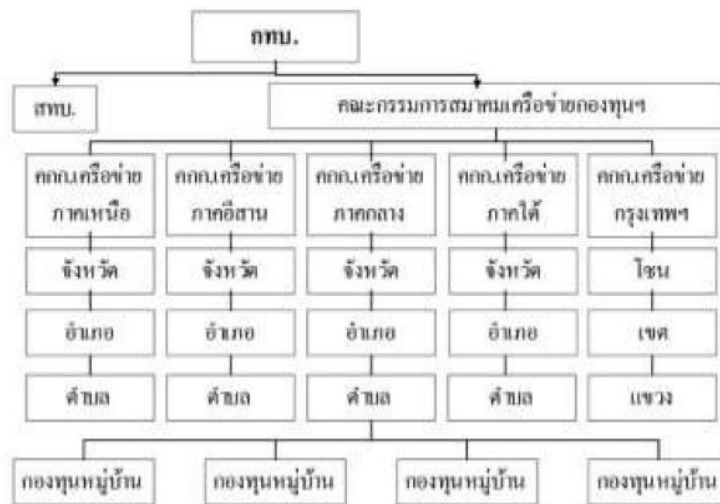 กทบ.
สทบ.
คณะกรรมการสมาคมเครือข่ายกองทุนฯ
คกก.เครือข่าย ภาคเหนือ
คกก.เครือข่าย ภาคอีสาน
คกก.เครือข่าย ภาคกลาง
คกก.เครือข่าย ภาคใต้
คกก.เครือข่าย กรุงเทพฯ
จังหวัด จังหวัด จังหวัด จังหวัด โซน
อำเภอ อำเภอ อำเภอ อำเภอ เขต
ตำบล ตำบล ตำบล ตำบล แขวง
กองทุนหมู่บ้าน กองทุนหมู่บ้าน กองทุนหมู่บ้าน กองทุนหมู่บ้าน